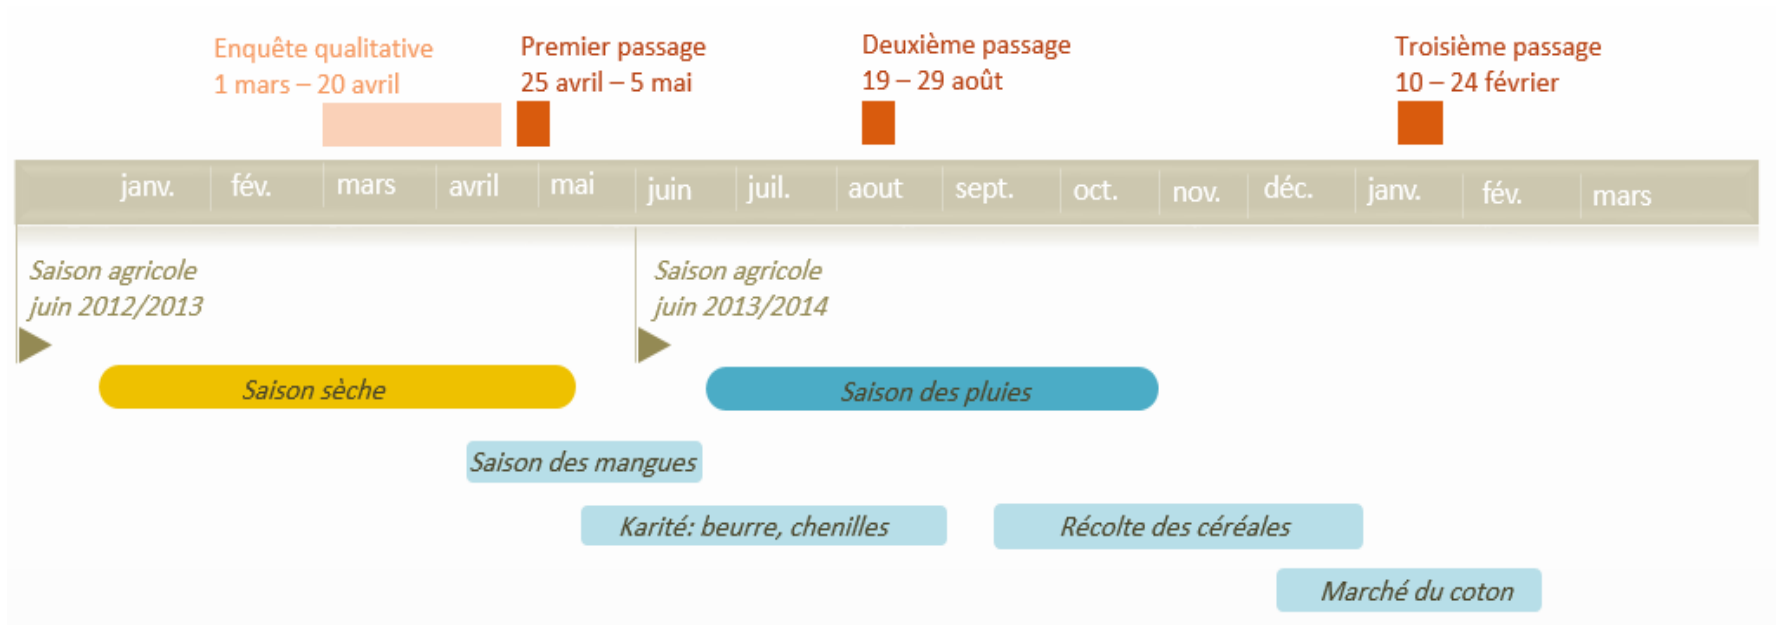 Enquête qualitative
1 mars – 20 avril
Premier passage
25 avril – 5 mai
Deuxième passage
19 – 29 août
Troisième passage
10 – 24 février
janv. fév. mars avril mai juin juil. aout sept. oct. nov. déc. janv. fév. mars
Saison agricole
juin 2012/2013
Saison agricole
juin 2013/2014
Saison sèche
Saison des pluies
Saison des mangues
Karité: beurre, chenilles
Récolte des céréales
Marché du coton